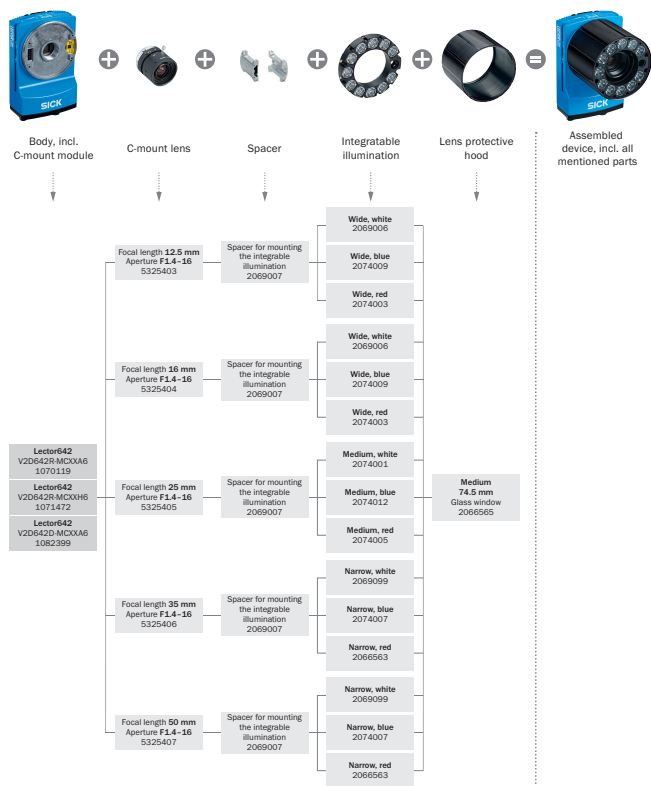 SICK
SICK
Body, incl.
C-mount module
C-mount lens
Spacer
Integratable
illumination
Lens protective
hood
Assembled
device, incl. all
mentioned parts
Lector642
V2D642R-MCXXA6
1070119
Lector642
V2D642R-MCXXH6
1071472
Lector642
V2D642D-MCXXA6
1082399
Focal length 12.5 mm
Aperture F1.4–16
5325403
Spacer for mounting
the integrable
illumination
2069007
Wide, white
2069006
Wide, blue
2074009
Wide, red
2074003
Focal length 16 mm
Aperture F1.4–16
5325404
Spacer for mounting
the integrable
illumination
2069007
Wide, white
2069006
Wide, blue
2074009
Wide, red
2074003
Focal length 25 mm
Aperture F1.4–16
5325405
Spacer for mounting
the integrable
illumination
2069007
Medium, white
2074001
Medium, blue
2074012
Medium, red
2074005
Focal length 35 mm
Aperture F1.4–16
5325406
Spacer for mounting
the integrable
illumination
2069007
Narrow, white
2069099
Narrow, blue
2074007
Narrow, red
2066563
Focal length 50 mm
Aperture F1.4–16
5325407
Spacer for mounting
the integrable
illumination
2069007
Narrow, white
2069099
Narrow, blue
2074007
Narrow, red
2066563
Medium
74.5 mm
Glass window
2066565